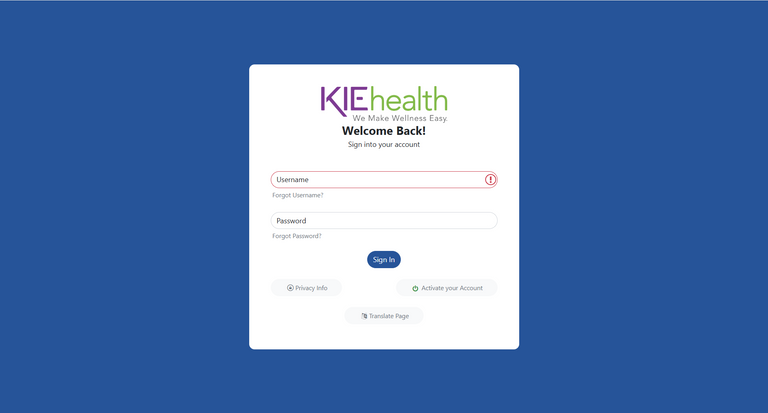 KIEhealth
We Make Wellness Easy.
Welcome Back!
Sign into your account
Username
Forgot Username?
Password
Forgot Password?
Sign In
Privacy Info
Activate your Account
Translate Page